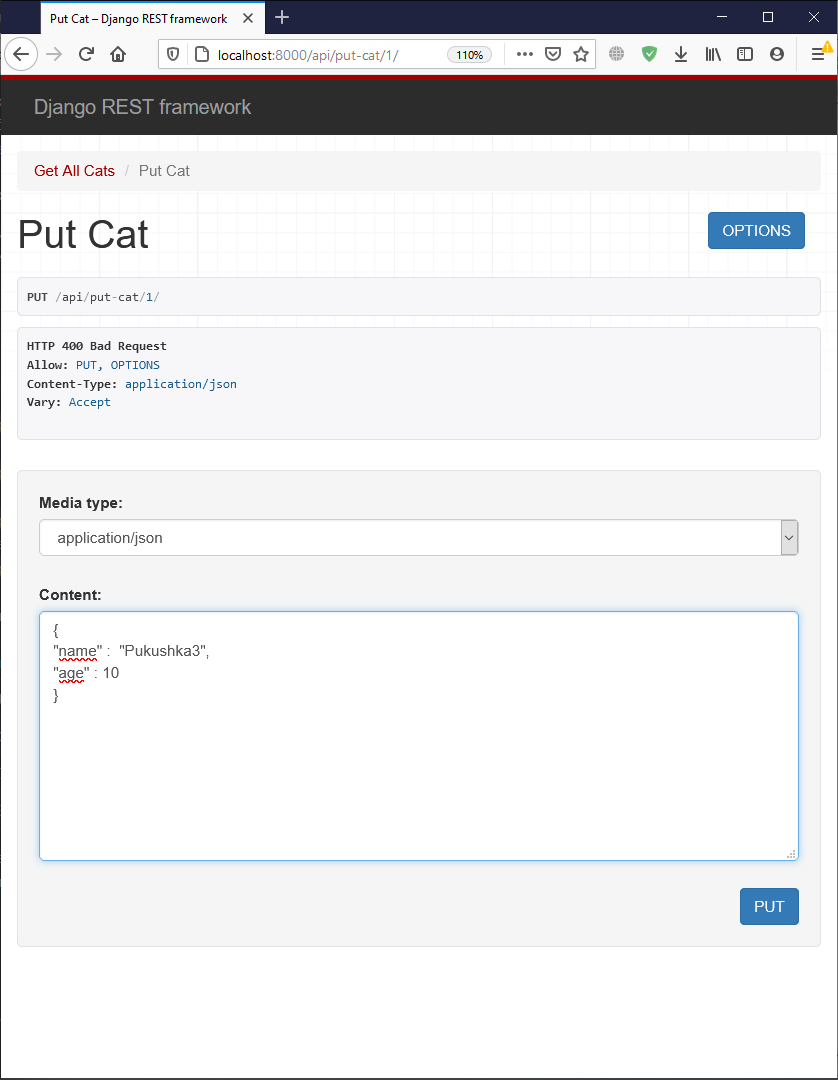 Put Cat – Django REST framework
localhost:8000/api/put-cat/1/ 110%
Django REST framework
Get All Cats / Put Cat
Put Cat
OPTIONS
PUT /api/put-cat/1/
HTTP 400 Bad Request
Allow: PUT, OPTIONS
Content-Type: application/json
Vary: Accept
Media type:
application/json
Content:
{
"name" :  "Pukushka3",
"age" : 10
}
PUT